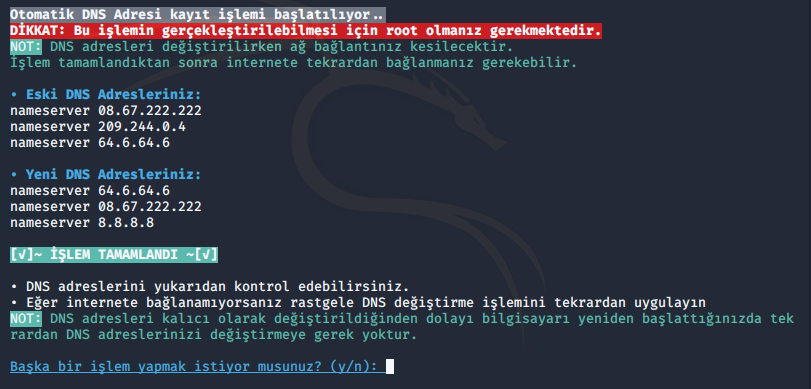 Otomatik DNS Adresi kayıt işlemi başlatılıyor..
DİKKAT: Bu işlemin gerçekleştirilebilmesi için root olmanız gerekmektedir.
NOT: DNS adresleri değiştirilirken ağ bağlantınız kesilecektir.
İşlem tamamlandıktan sonra internete tekrardan bağlanmanız gerekebilir.
• Eski DNS Adresleriniz:
nameserver 08.67.222.222
nameserver 209.244.0.4
nameserver 64.6.64.6
• Yeni DNS Adresleriniz:
nameserver 64.6.64.6
nameserver 08.67.222.222
nameserver 8.8.8.8
[√]~ İŞLEM TAMAMLANDI ~[√]
• DNS adreslerini yukarıdan kontrol edebilirsiniz.
• Eğer internete bağlanamıyorsanız rastgele DNS değiştirme işlemini tekrardan uygulayın
NOT: DNS adresleri kalıcı olarak değiştirildiğinden dolayı bilgisayarı yeniden başlattığınızda tek
rardan DNS adreslerinizi değiştirmeye gerek yoktur.
Başka bir işlem yapmak istiyor musunuz? (y/n):